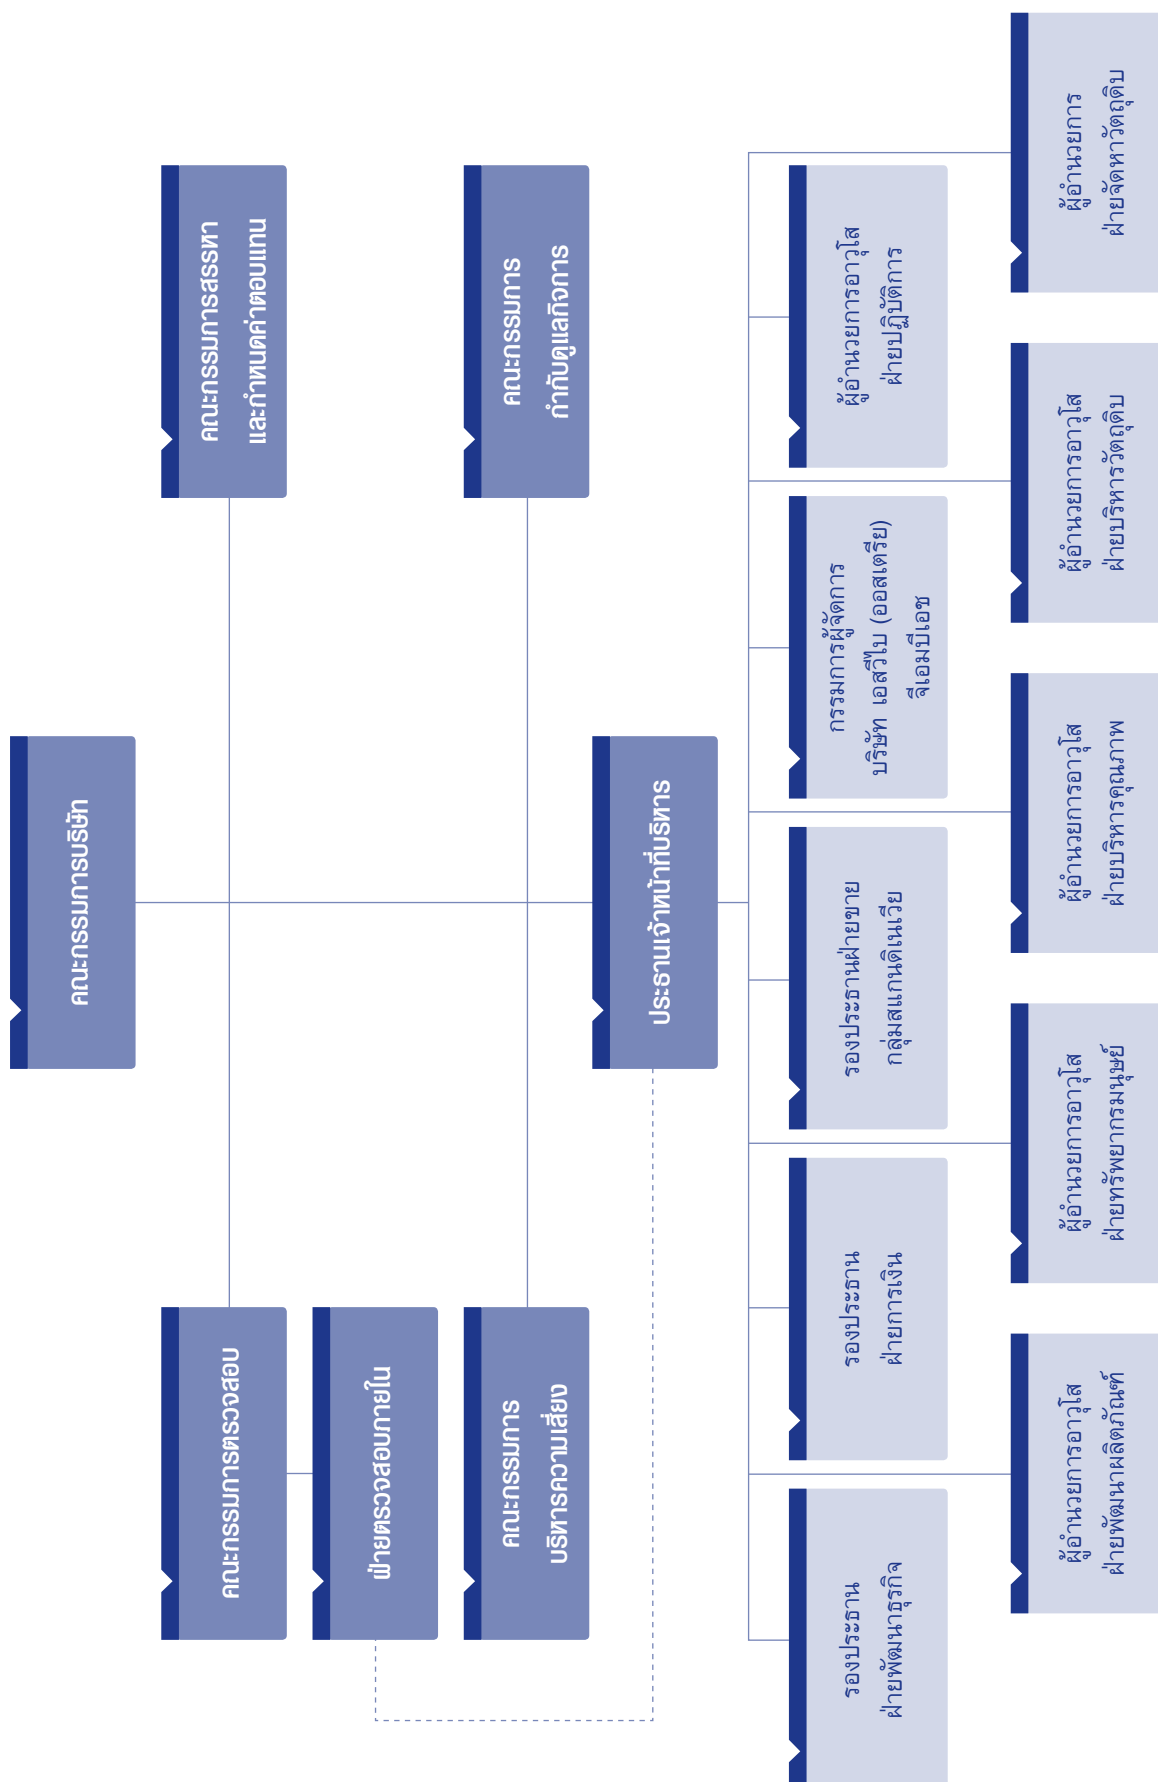 คณะกรรมการบริษัท
คณะกรรมการตรวจสอบ
คณะกรรมการสรรหา
และกำหนดค่าตอบแทน
ฝ่ายตรวจสอบภายใน
คณะกรรมการ
บริหารความเสี่ยง
คณะกรรมการ
กำกับดูแลกิจการ
ประธานเจ้าหน้าที่บริหาร
รองประธาน
ฝ่ายพัฒนาธุรกิจ
รองประธาน
ฝ่ายการเงิน
รองประธานฝ่ายขาย
กลุ่มสแกนดิเนเวีย
กรรมการผู้จัดการ
บริษัท เอสวีไบ (ออสเตรีย)
จีเอมบีเอช
ผู้อำนวยการอาวุโส
ฝ่ายปฏิบัติการ
ผู้อำนวยการอาวุโส
ฝ่ายพัฒนาผลิตภัณฑ์
ผู้อำนวยการอาวุโส
ฝ่ายทรัพยากรมนุษย์
ผู้อำนวยการอาวุโส
ฝ่ายบริหารคุณภาพ
ผู้อำนวยการอาวุโส
ฝ่ายบริหารวัตถุดิบ
ผู้อำนวยการ
ฝ่ายจัดหาวัตถุดิบ